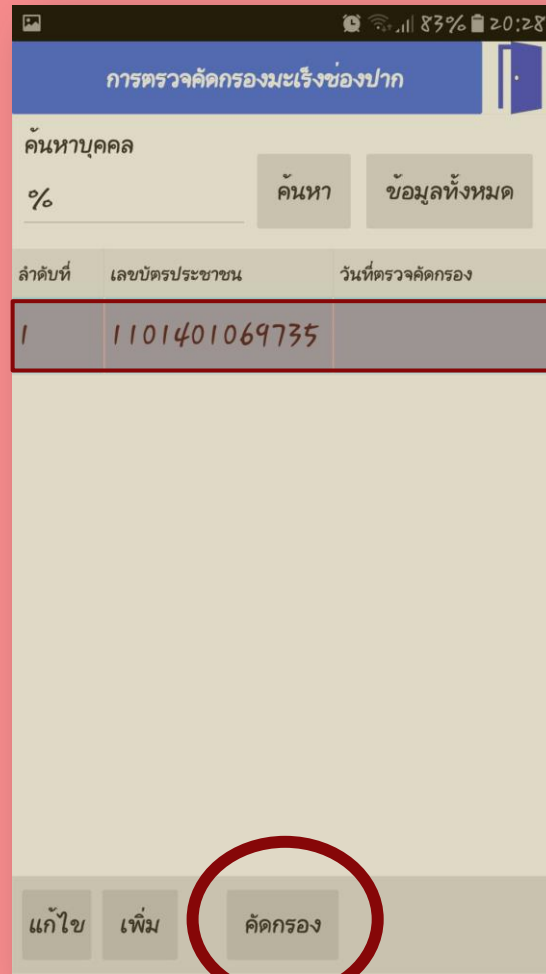 83% 20:28
การตรวจคัดกรองมะเร็งช่องปาก
ค้นหาบุคคล
% ค้นหา ข้อมูลทั้งหมด
ลำดับที่ เลขบัตรประชาชน วันที่ตรวจคัดกรอง
1 1101401069735
แก้ไข เพิ่ม คัดกรอง